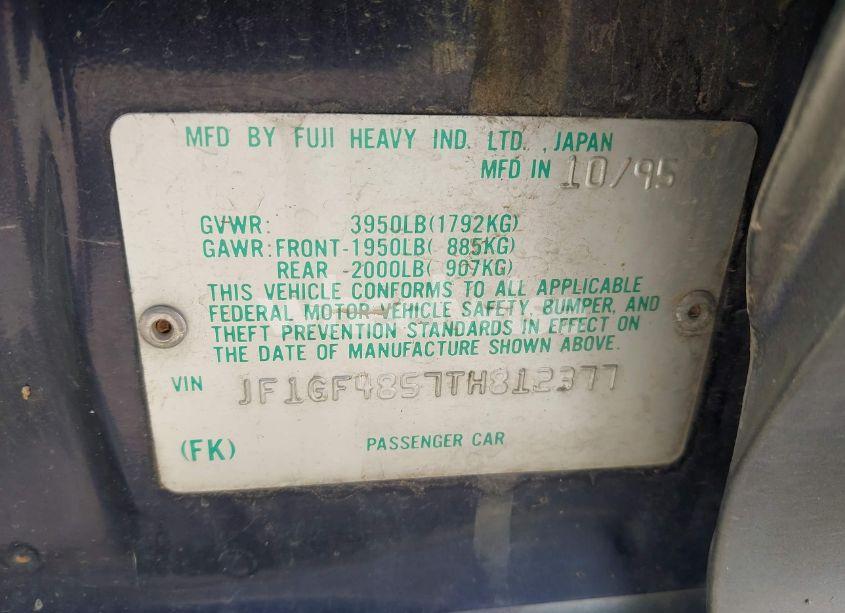 MFD BY FUJI HEAVY IND. LTD. , JAPAN
MFD IN 10/95
GVWR: 3950LB(1792KG)
GAWR: FRONT-1950LB( 885KG)
REAR -2000LB( 907KG)
THIS VEHICLE CONFORMS TO ALL APPLICABLE
FEDERAL MOTOR VEHICLE SAFETY, BUMPER, AND
THEFT PREVENTION STANDARDS IN EFFECT ON
THE DATE OF MANUFACTURE SHOWN ABOVE.
VIN JF1GF4857TH812377
(FK) PASSENGER CAR